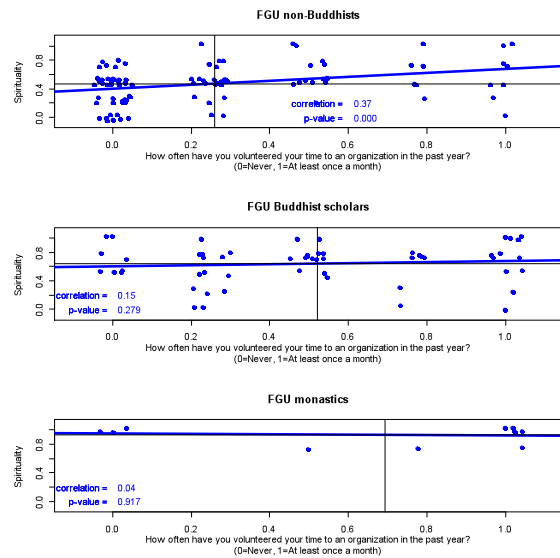 FGU non-Buddhists
Spirituality
0.0 0.4 0.8
correlation = 0.37
p-value = 0.000
0.0 0.2 0.4 0.6 0.8 1.0
How often have you volunteered your time to an organization in the past year?
(0=Never, 1=At least once a month)
FGU Buddhist scholars
Spirituality
0.0 0.4 0.8
correlation = 0.15
p-value = 0.279
0.0 0.2 0.4 0.6 0.8 1.0
How often have you volunteered your time to an organization in the past year?
(0=Never, 1=At least once a month)
FGU monastics
Spirituality
0.0 0.4 0.8
correlation = 0.04
p-value = 0.917
0.0 0.2 0.4 0.6 0.8 1.0
How often have you volunteered your time to an organization in the past year?
(0=Never, 1=At least once a month)